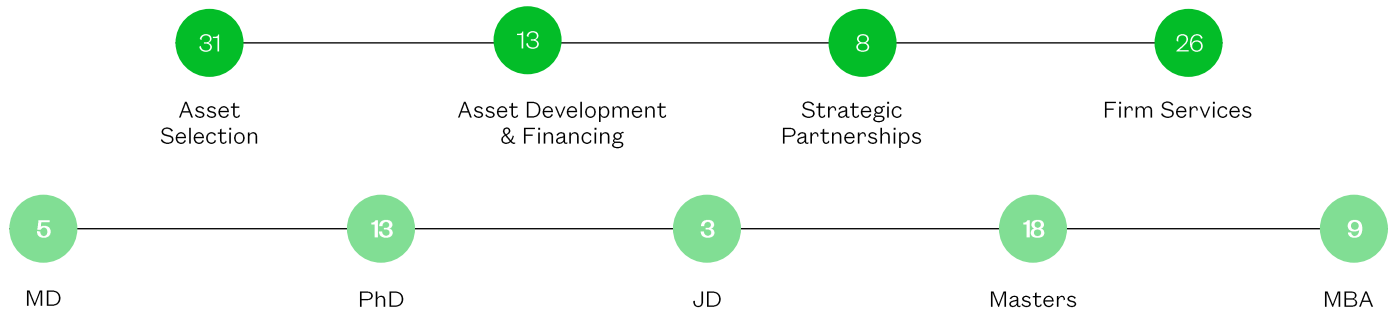 31
13
8
26
Asset
Selection
Asset Development
& Financing
Strategic
Partnerships
Firm Services
5
13
3
18
9
MD
PhD
JD
Masters
MBA